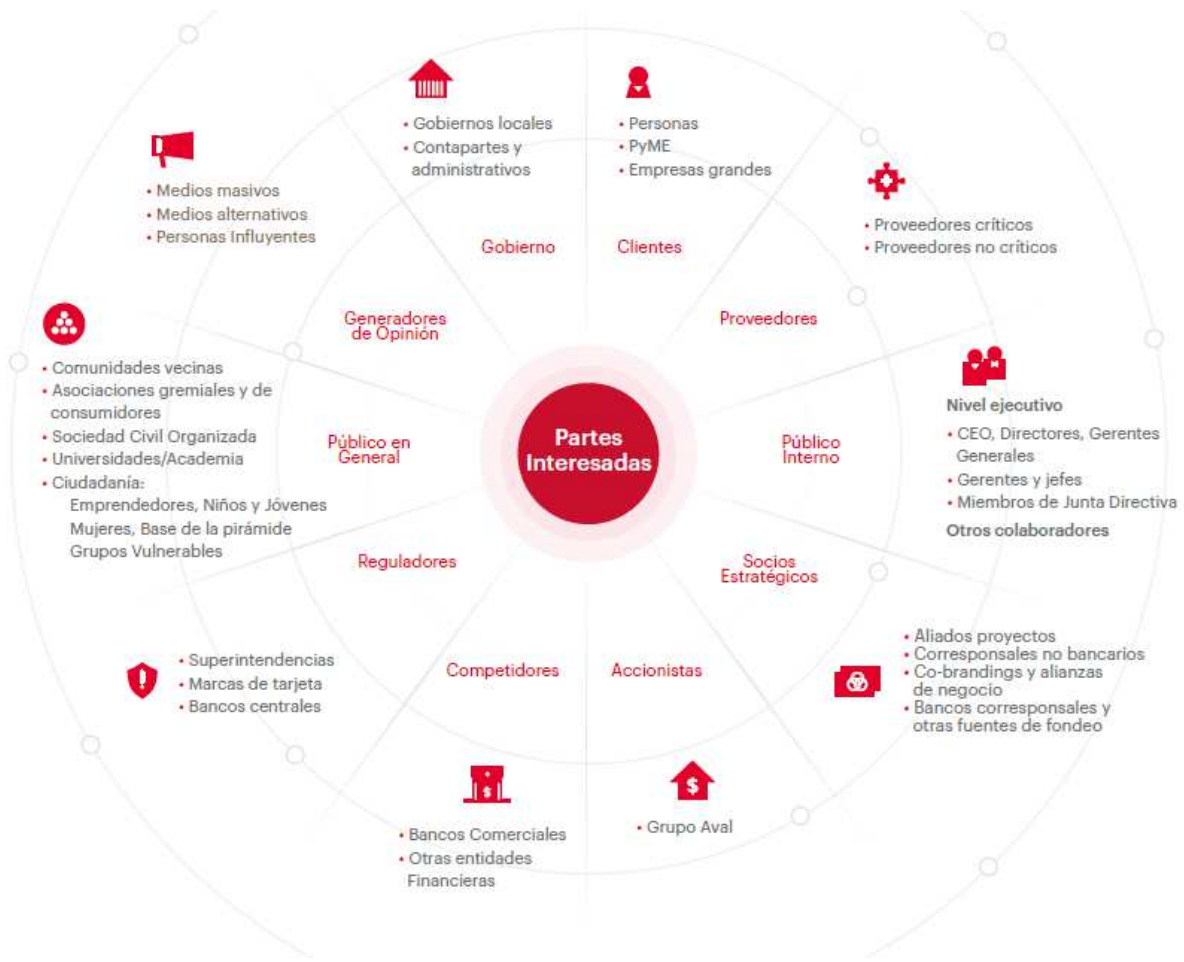 Partes
Interesadas
Gobierno
• Gobiernos locales
• Contapartes y
administrativos
Clientes
• Personas
• PyME
• Empresas grandes
Proveedores
• Proveedores críticos
• Proveedores no críticos
Público
Interno
Nivel ejecutivo
• CEO, Directores, Gerentes
Generales
• Gerentes y jefes
• Miembros de Junta Directiva
Otros colaboradores
Socios
Estratégicos
• Aliados proyectos
• Corresponsales no bancarios
• Co-brandings y alianzas
de negocio
• Bancos corresponsales y
otras fuentes de fondeo
Accionistas
$
• Grupo Aval
Competidores
$
• Bancos Comerciales
• Otras entidades
Financieras
Reguladores
• Superintendencias
• Marcas de tarjeta
• Bancos centrales
Público en
General
• Comunidades vecinas
• Asociaciones gremiales y de
consumidores
• Sociedad Civil Organizada
• Universidades/Academia
• Ciudadanía:
Emprendedores, Niños y Jóvenes
Mujeres, Base de la pirámide
Grupos Vulnerables
Generadores
de Opinión
• Medios masivos
• Medios alternativos
• Personas Influyentes